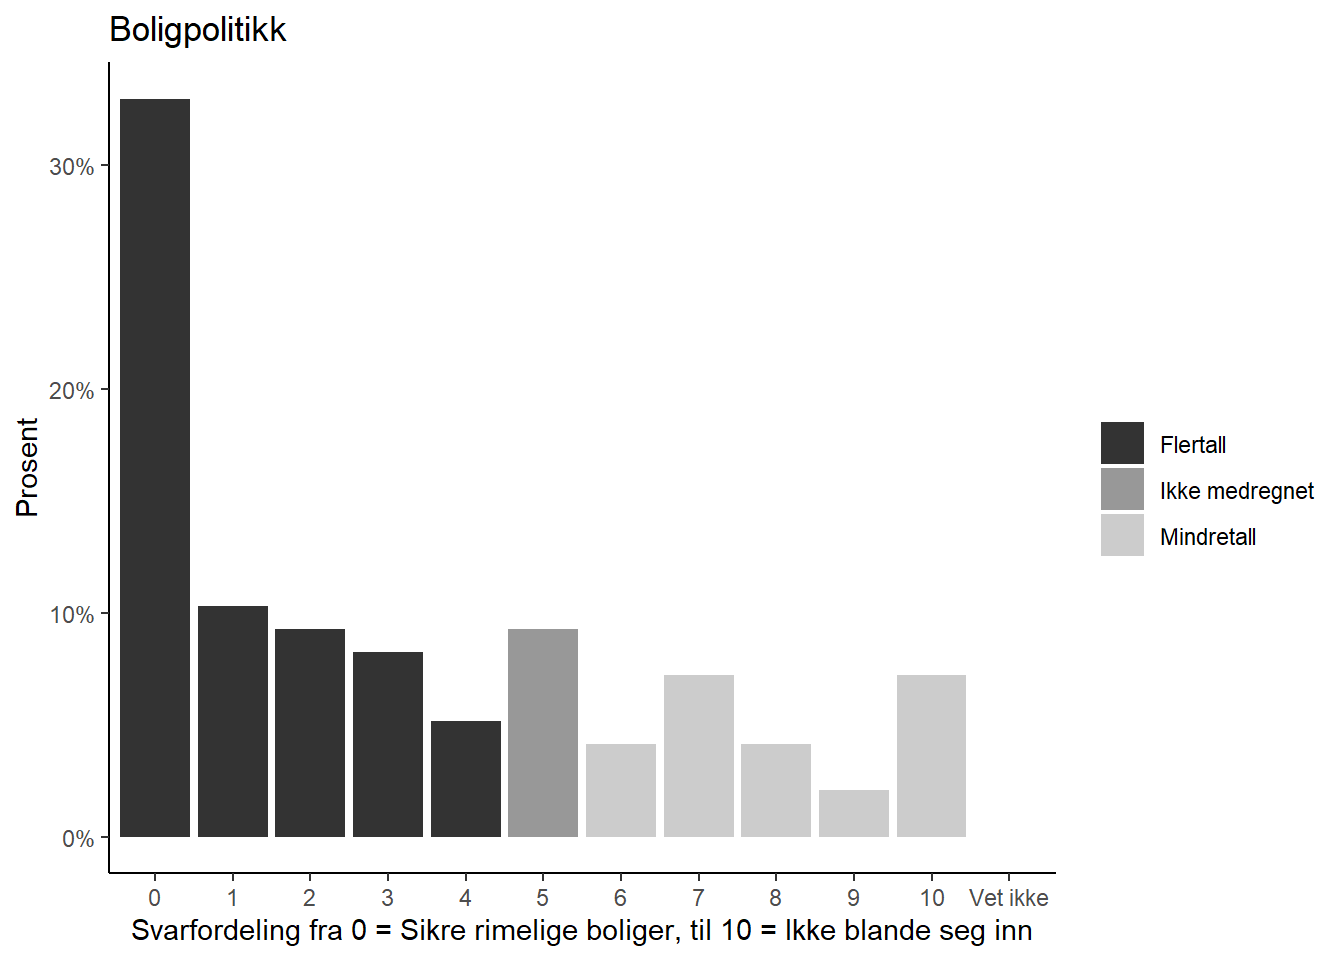 Boligpolitikk
Prosent
30%
20%
10%
0%
0 1 2 3 4 5 6 7 8 9 10 Vet ikke
Svarfordeling fra 0 = Sikre rimelige boliger, til 10 = Ikke blande seg inn
Flertall
Ikke medregnet
Mindretall